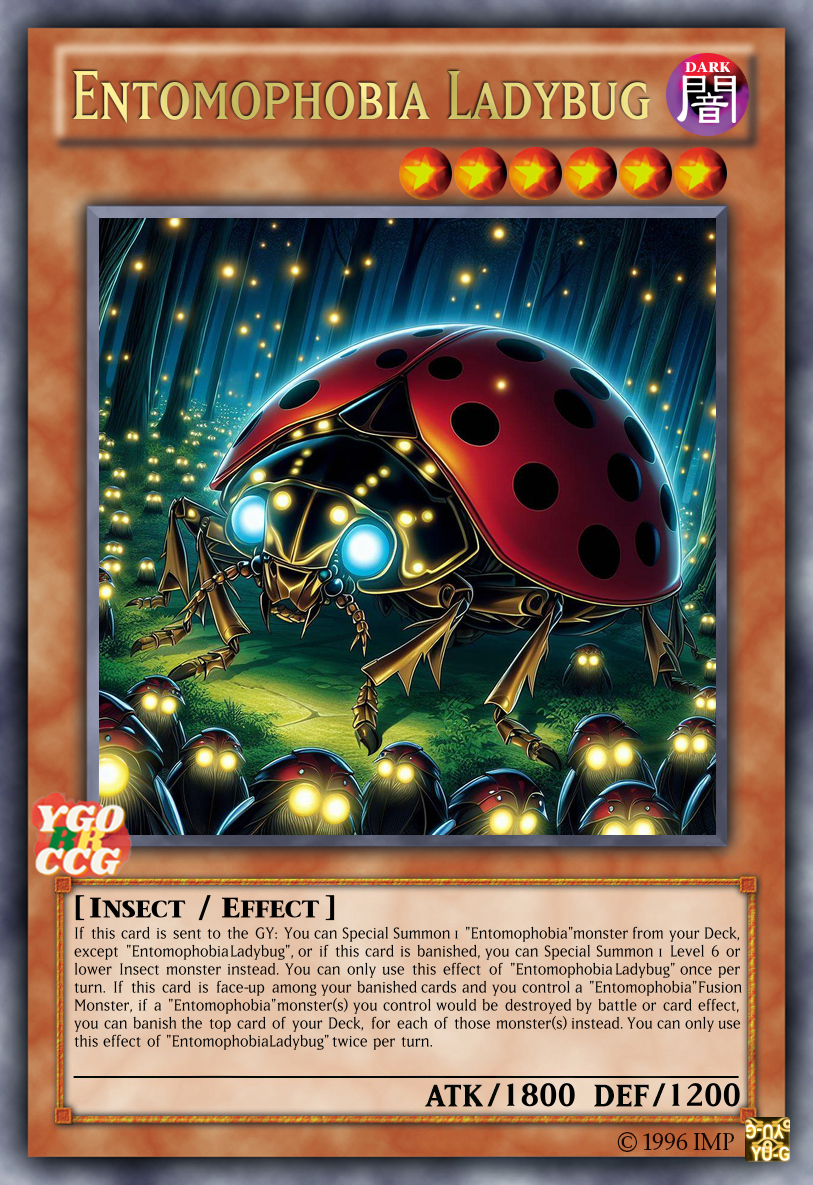 Entomophobia Ladybug
DARK
闇
YGO
BR
CCG
[ Insect / Effect ]
If this card is sent to the GY: You can Special Summon 1 "Entomophobia"monster from your Deck,
except "EntomophobiaLadybug", or if this card is banished, you can Special Summon 1 Level 6 or
lower Insect monster instead. You can only use this effect of "EntomophobiaLadybug" once per
turn. If this card is face-up among your banished cards and you control a "Entomophobia"Fusion
Monster, if a "Entomophobia"monster(s) you control would be destroyed by battle or card effect,
you can banish the top card of your Deck, for each of those monster(s) instead. You can only use
this effect of "EntomophobiaLadybug" twice per turn.
ATK/1800 DEF/1200
© 1996 IMP